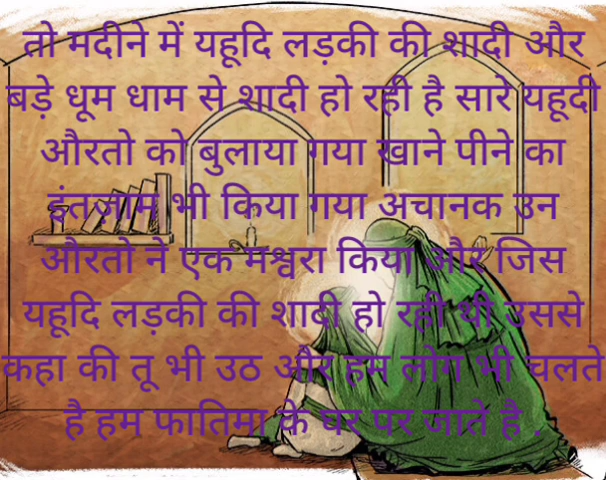 तो मदीने में यहूदि लड़की की शादी और
बड़े धूम धाम से शादी हो रही है सारे यहूदी
औरतो को बुलाया गया खाने पीने का
इंतज़ाम भी किया गया अचानक उन
औरतो ने एक मश्वरा किया और जिस
यहूदि लड़की की शादी हो रही थी उससे
कहा की तू भी उठ और हम लोग भी चलते
है हम फातिमा के घर पर जाते है .